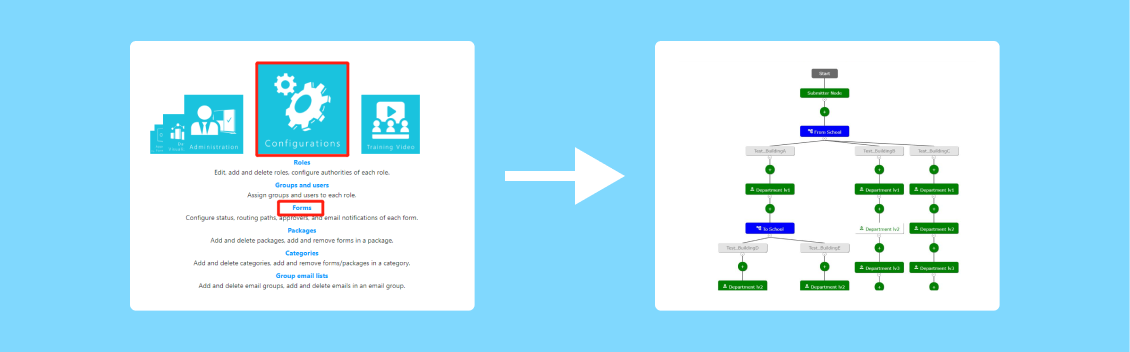 Configurations
Administration
Training Video
Roles
Edit, add and delete roles, configure authorities of each role.
Groups and users
Assign groups and users to each role.
Forms
Configure status, routing paths, approvers, and email notifications of each form.
Packages
Add and delete packages, add and remove forms in a package.
Categories
Add and delete categories, add and remove forms/packages in a category.
Group email lists
Add and delete email groups, add and delete emails in an email group.
Start
Submitter Node
+
From School
Test_BuildingA Test_BuildingB Test_BuildingC
+ + +
Department lv1 Department lv1 Department lv1
+ + +
To School Department lv2 Department lv2
Test_BuildingD Test_BuildingE
+ + + +
Department lv3 Department lv3
Department lv2 Department lv2
+ +